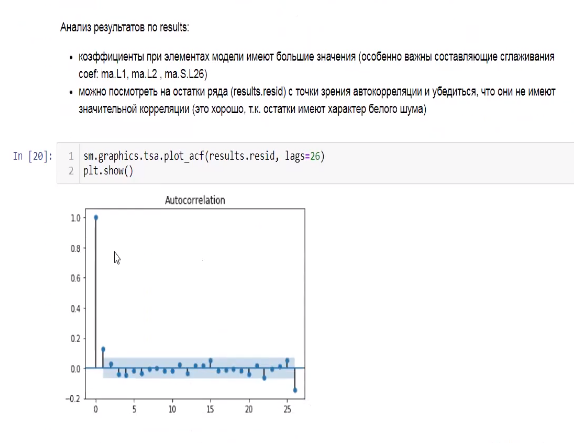 Анализ результатов по results:
• коэффициенты при элементах модели имеют большие значения (особенно важны составляющие сглаживания
coef: ma.L1, ma.L2 , ma.S.L26)
• можно посмотреть на остатки ряда (results.resid) с точки зрения автокорреляции и убедиться, что они не имеют
значительной корреляции (это хорошо, т.к. остатки имеют характер белого шума)
In [20]:
1 sm.graphics.tsa.plot_acf(results.resid, lags=26)
2 plt.show()
Autocorrelation
1.0
0.8
0.6
0.4
0.2
0.0
−0.2
0 5 10 15 20 25